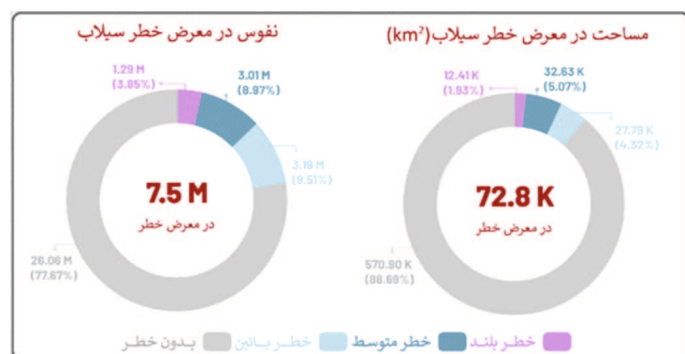 مساحت در معرض خطر سیلاب (km²)
12.41 K
(1.93%)
32.63 K
(5.07%)
27.79 K
(4.32%)
72.8 K
در معرض خطر
570.90 K
(88.69%)
نفوس در معرض خطر سیلاب
1.29 M
(3.85%)
3.01 M
(8.97%)
3.19 M
(9.51%)
7.5 M
در معرض خطر
26.06 M
(77.67%)
خطر بلند
خطر متوسط
خطر پائین
بدون خطر